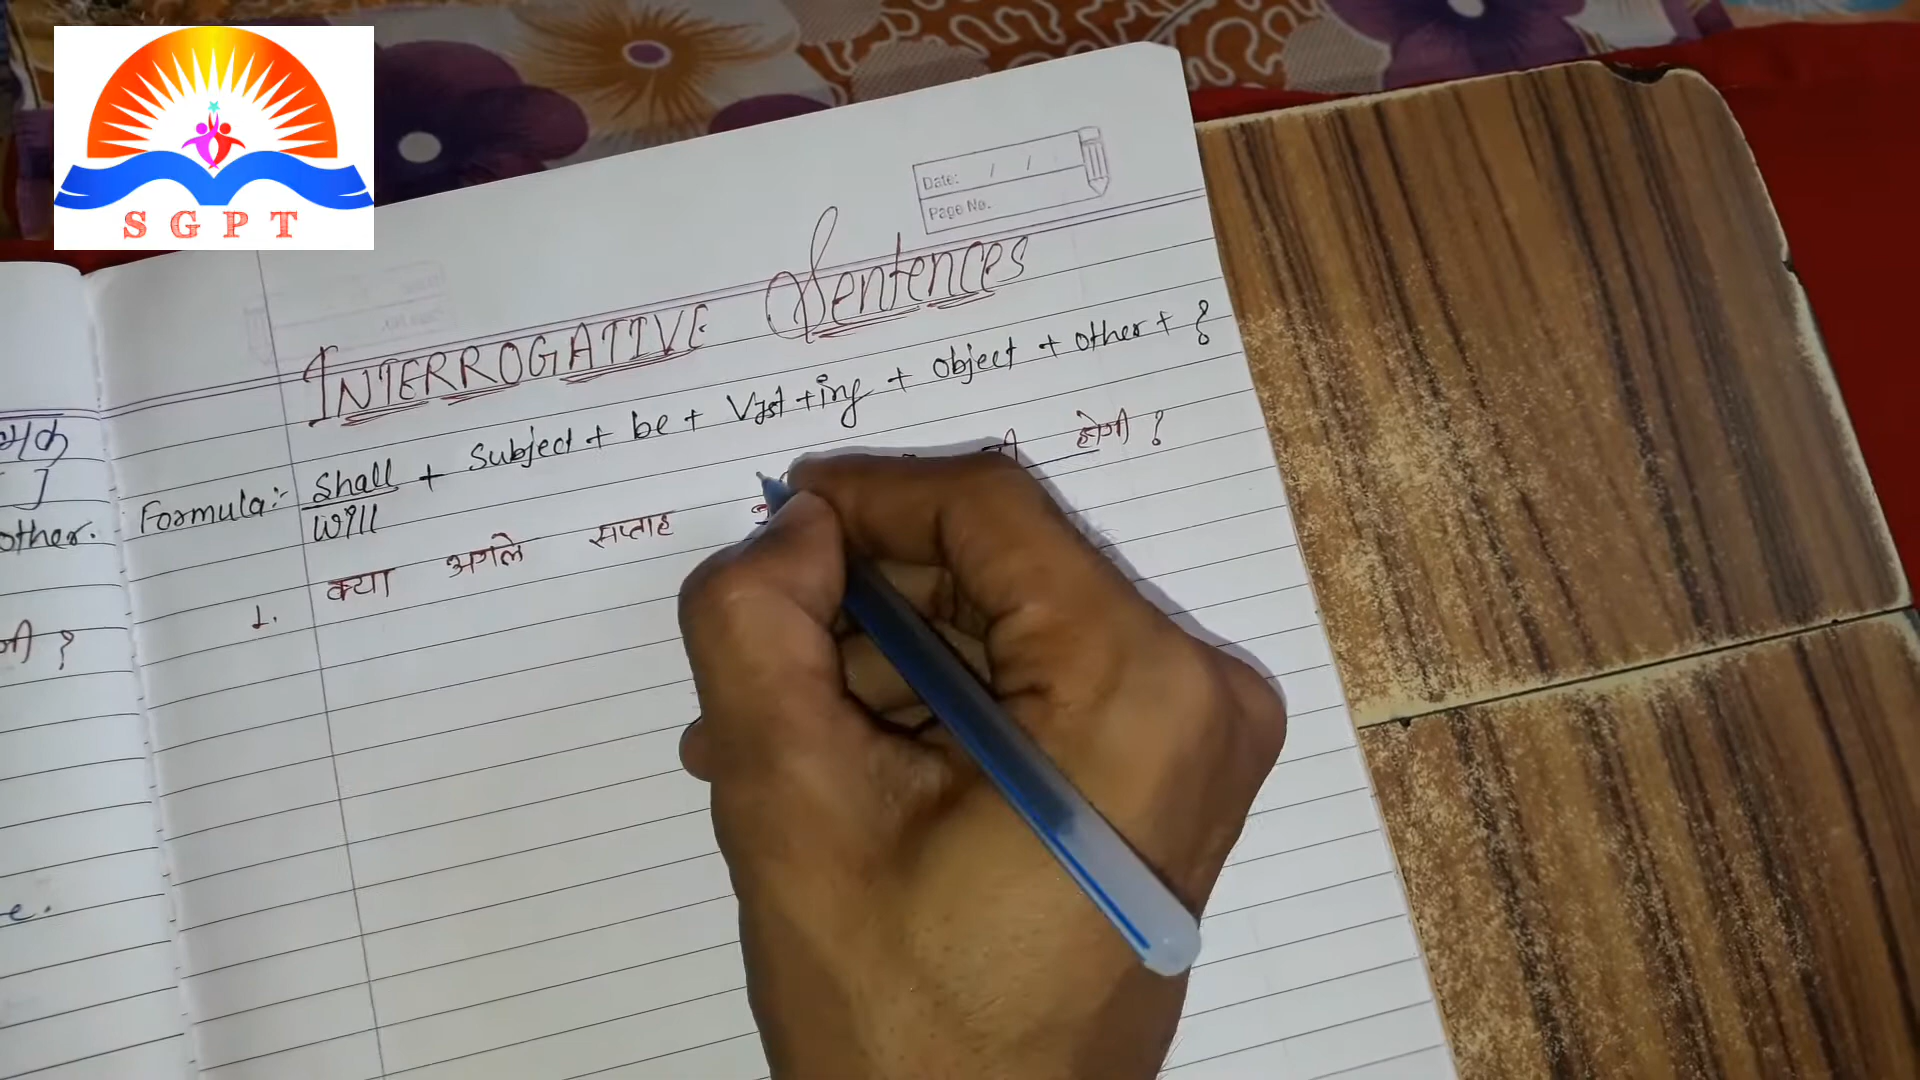 SGPT
Date: / /
Page No.
INTERROGATIVE Sentences
Formula:- Shall/Will + Subject + be + V1st + ing + object + other + ?
1. क्या अगले सप्ताह होगी ?
other.
?
e.